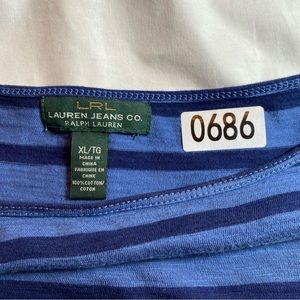 LRL
LAUREN JEANS CO.
RALPH LAUREN
XL/TG
MADE IN
CHINA
FABRIQUE EN
CHINE
100%COTTON/
COTON
0686